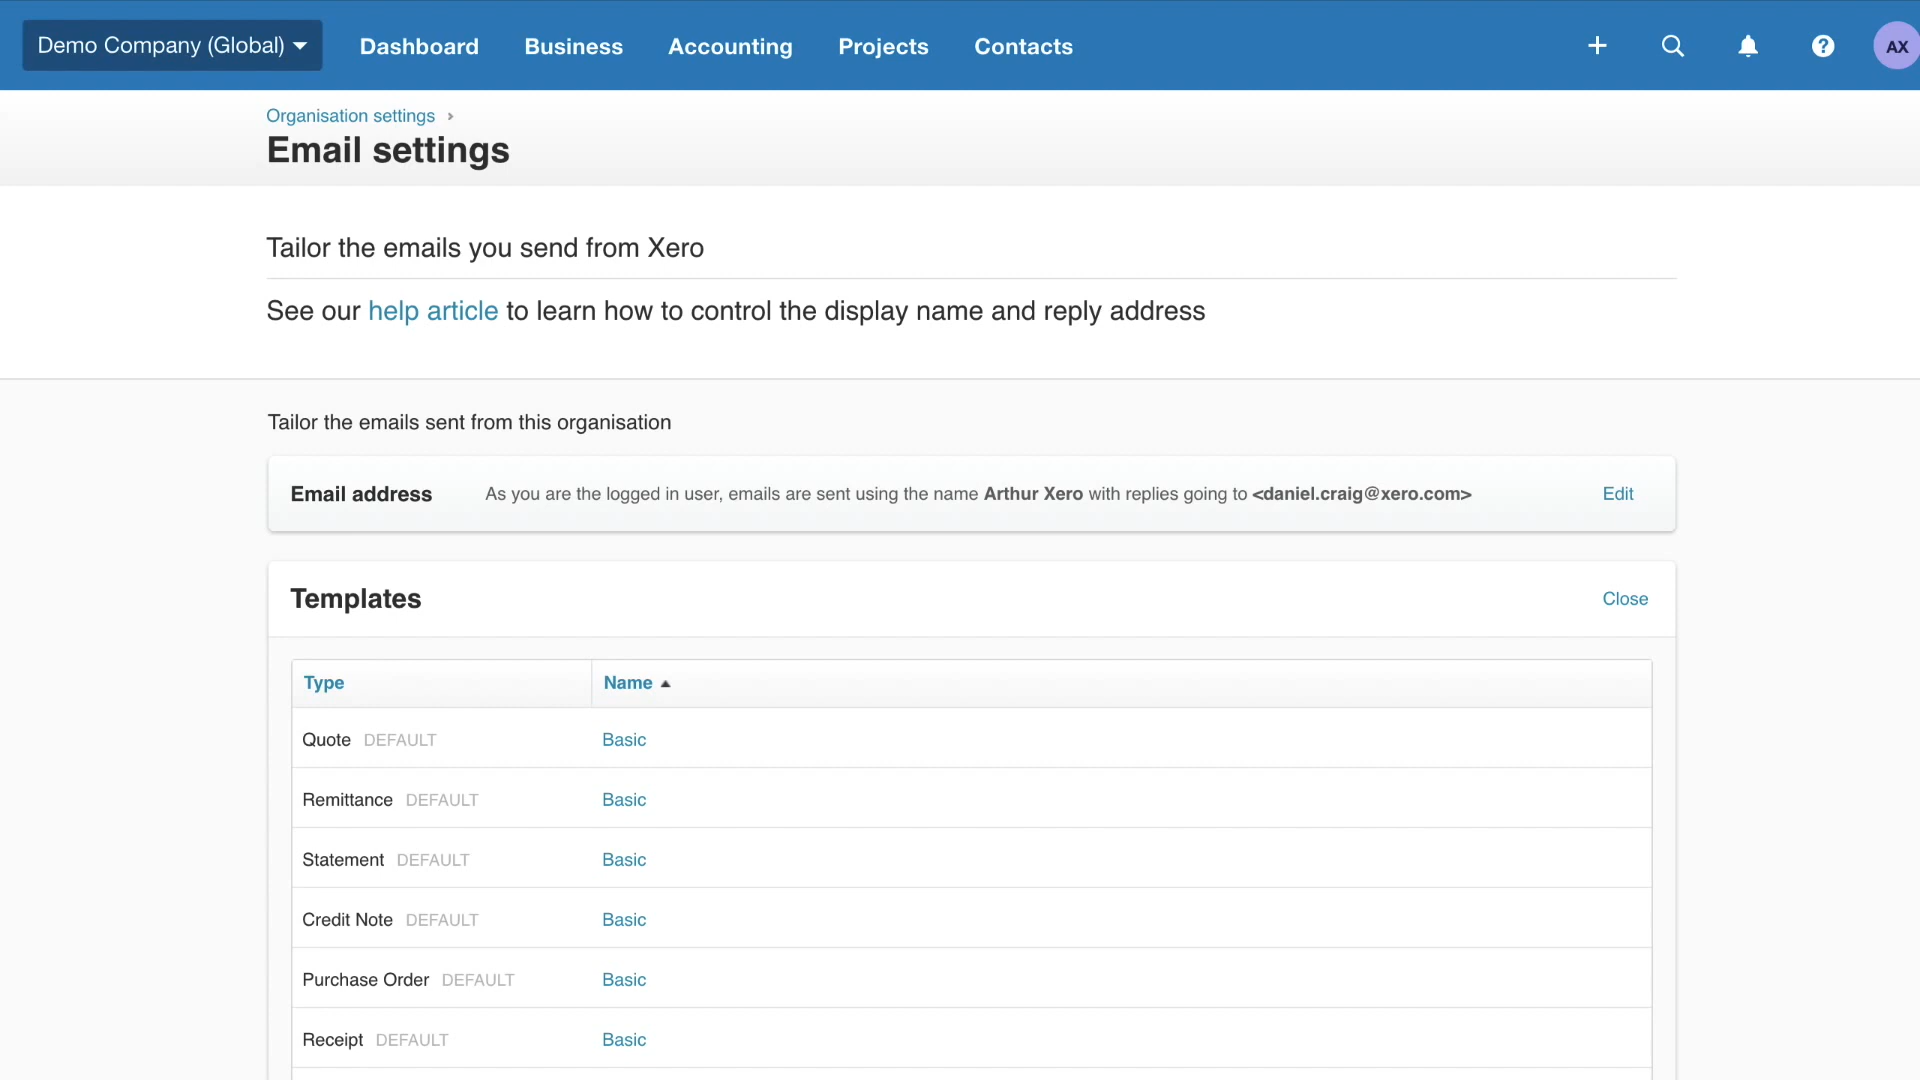 Demo Company (Global) Dashboard Business Accounting Projects Contacts AX
Organisation settings ›
Email settings
Tailor the emails you send from Xero
See our help article to learn how to control the display name and reply address
Tailor the emails sent from this organisation
Email address As you are the logged in user, emails are sent using the name Arthur Xero with replies going to <daniel.craig@xero.com> Edit
Templates Close
Type Name
Quote DEFAULT Basic
Remittance DEFAULT Basic
Statement DEFAULT Basic
Credit Note DEFAULT Basic
Purchase Order DEFAULT Basic
Receipt DEFAULT Basic